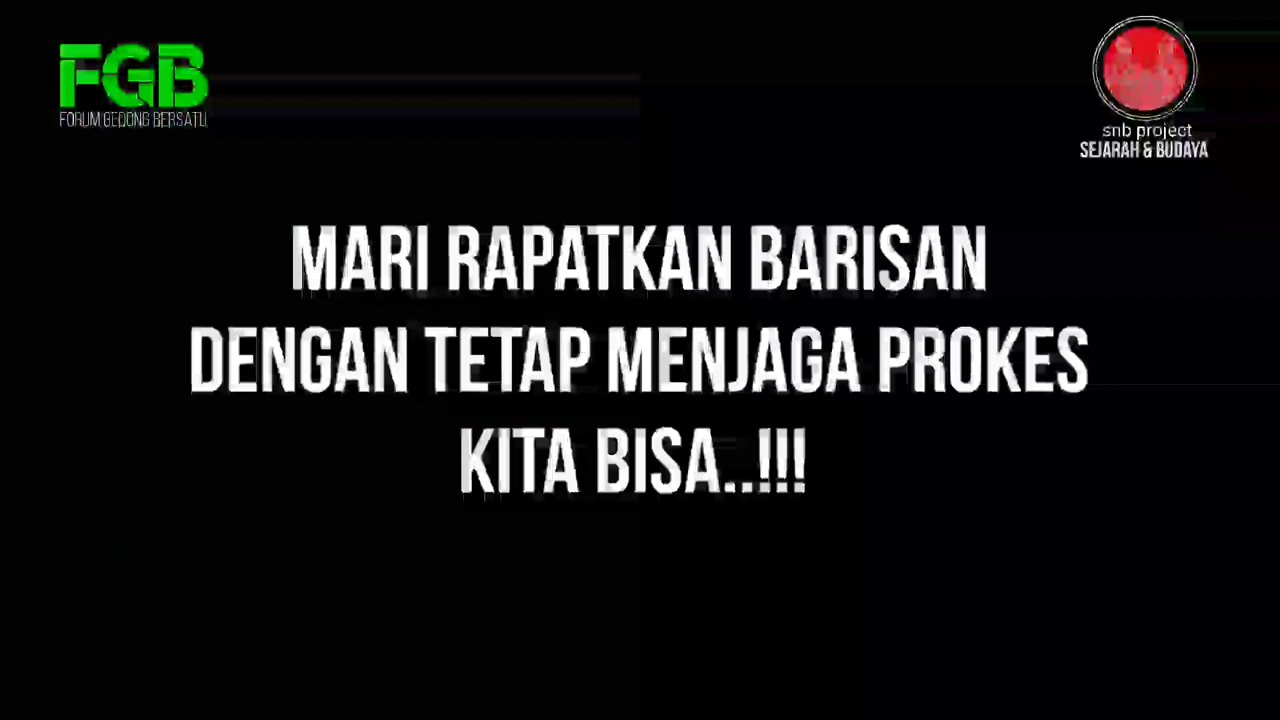 FGB
FORUM GEDONG BERSATU
snb project
SEJARAH & BUDAYA
MARI RAPATKAN BARISAN
DENGAN TETAP MENJAGA PROKES
KITA BISA..!!!